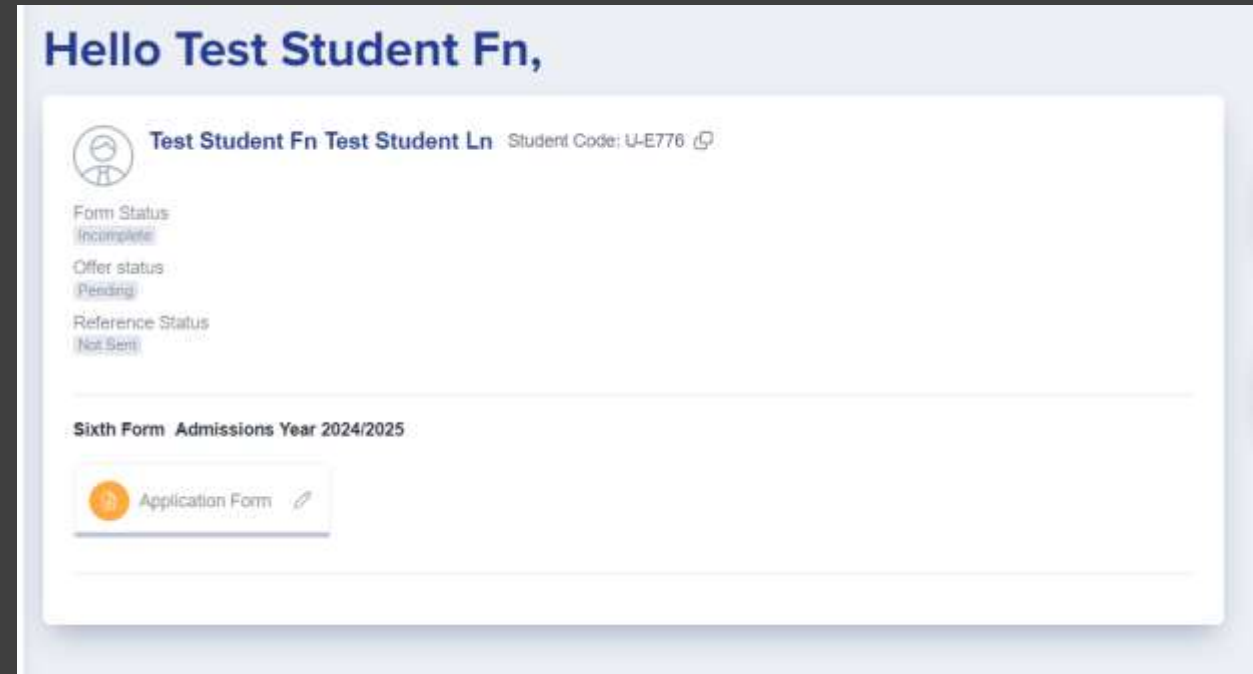 Hello Test Student Fn,
Test Student Fn Test Student Ln Student Code: U-E776
Form Status
Incomplete
Offer status
Pending
Reference Status
Not Sent
Sixth Form Admissions Year 2024/2025
Application Form